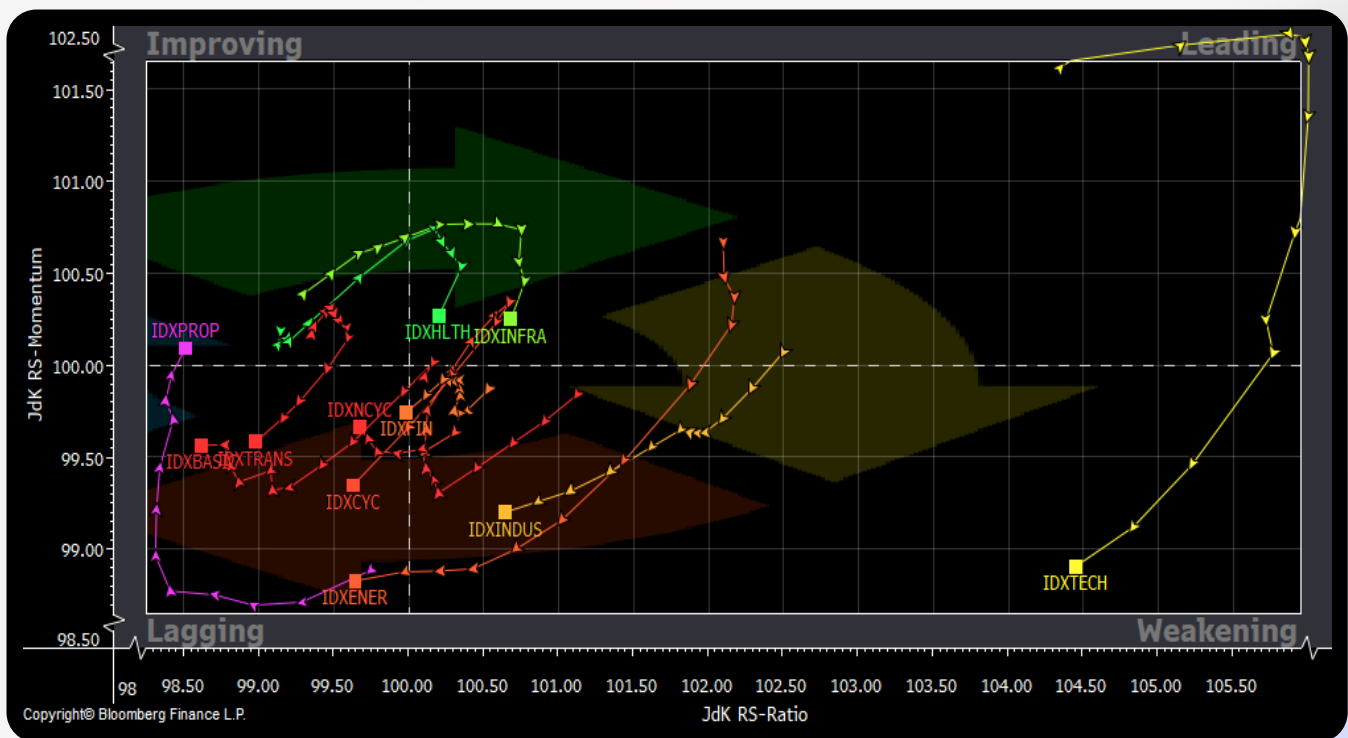 Improving
Leading
102.50
101.50
101.00
100.50
100.00
99.50
99.00
98.50
JdK RS-Momentum
IDXPROP
IDXHLTH
IDXINFRA
IDXNCYC
IDXFIN
IDXBASIC
IDXTRANS
IDXCYC
IDXINDUS
IDXENER
IDXTECH
Lagging
Weakening
98
98.50
99.00
99.50
100.00
100.50
101.00
101.50
102.00
102.50
103.00
103.50
104.00
104.50
105.00
105.50
JdK RS-Ratio
Copyright© Bloomberg Finance L.P.